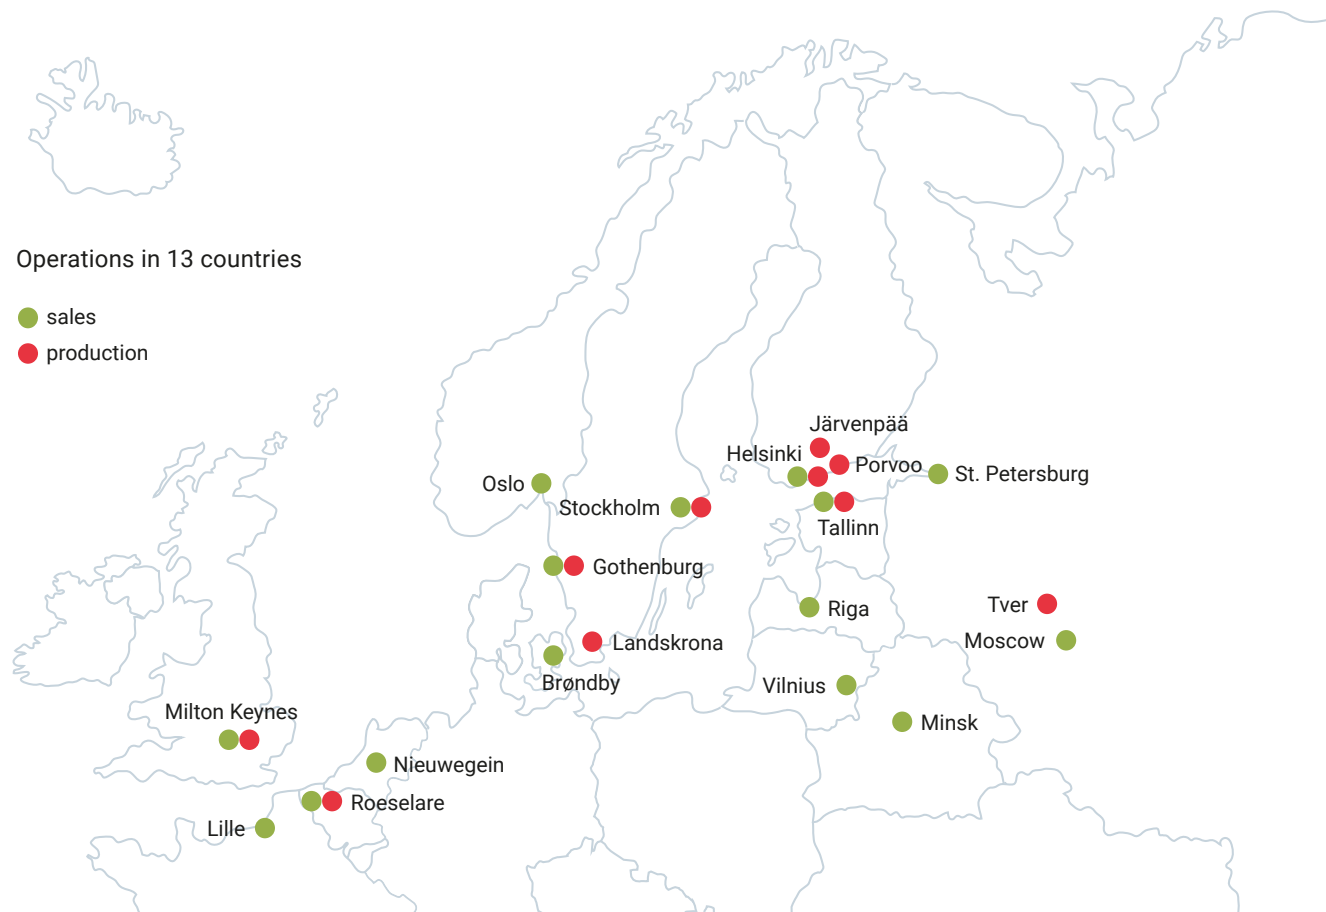 Operations in 13 countries
sales
production
Järvenpää
Helsinki
Porvoo
St. Petersburg
Oslo
Stockholm
Tallinn
Gothenburg
Tver
Riga
Moscow
Landskrona
Brøndby
Vilnius
Milton Keynes
Minsk
Nieuwegein
Roeselare
Lille